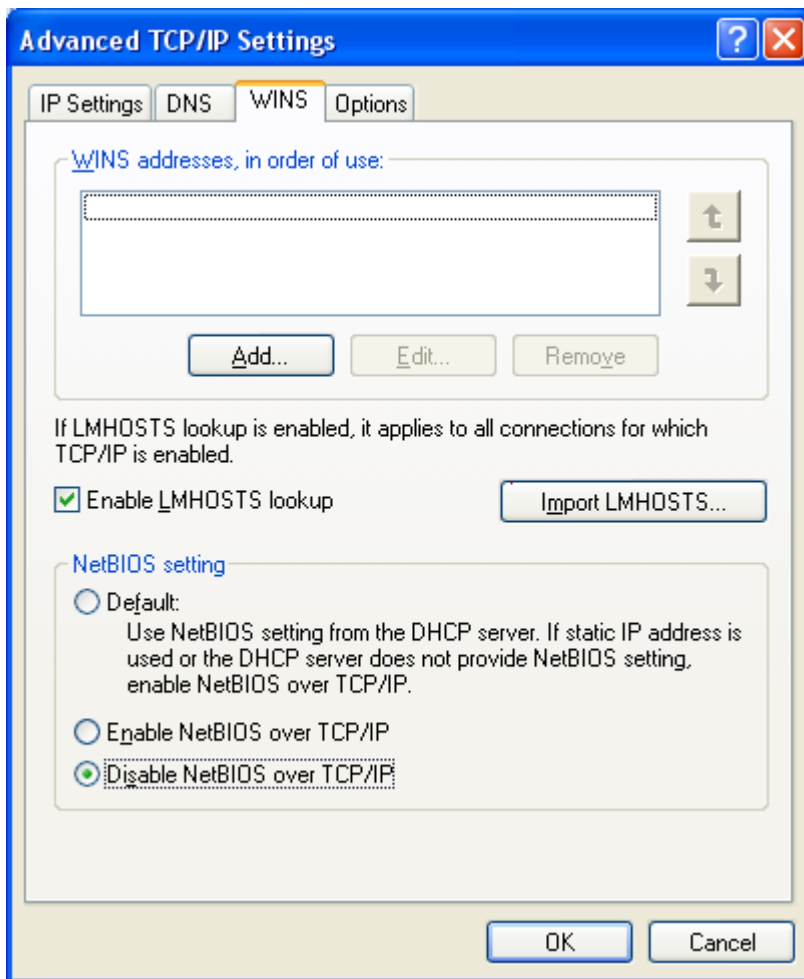 Advanced TCP/IP Settings
?
IP Settings
DNS
WINS
Options
WINS addresses, in order of use:
Add...
Edit...
Remove
If LMHOSTS lookup is enabled, it applies to all connections for which
TCP/IP is enabled.
Enable LMHOSTS lookup
Import LMHOSTS...
NetBIOS setting
Default:
Use NetBIOS setting from the DHCP server. If static IP address is
used or the DHCP server does not provide NetBIOS setting,
enable NetBIOS over TCP/IP.
Enable NetBIOS over TCP/IP
Disable NetBIOS over TCP/IP
OK
Cancel